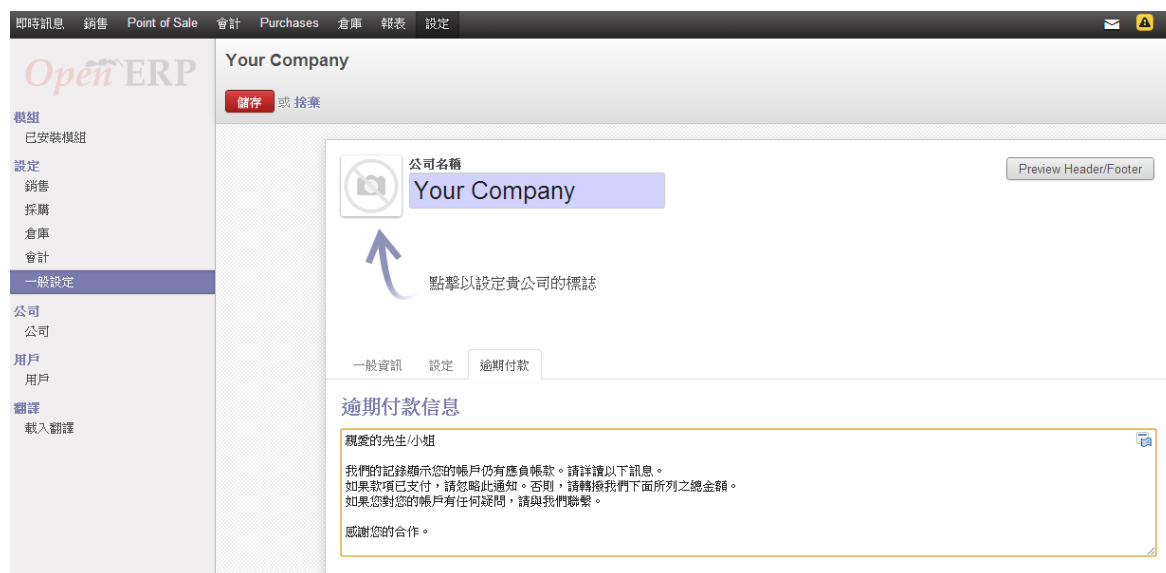 即時訊息 銷售 Point of Sale 會計 Purchases 倉庫 報表 設定
Open ERP
模組
已安裝模組
設定
銷售
採購
倉庫
會計
一般設定
公司
公司
用戶
用戶
翻譯
載入翻譯
Your Company
儲存 或 捨棄
公司名稱
Your Company
Preview Header/Footer
點擊以設定貴公司的標誌
一般資訊 設定 逾期付款
逾期付款信息
親愛的先生/小姐
我們的記錄顯示您的帳戶仍有應負帳款。請詳讀以下訊息。
如果款項已支付，請忽略此通知。否則，請轉撥我們下面所列之總金額。
如果您對您的帳戶有任何疑問，請與我們聯繫。
感謝您的合作。